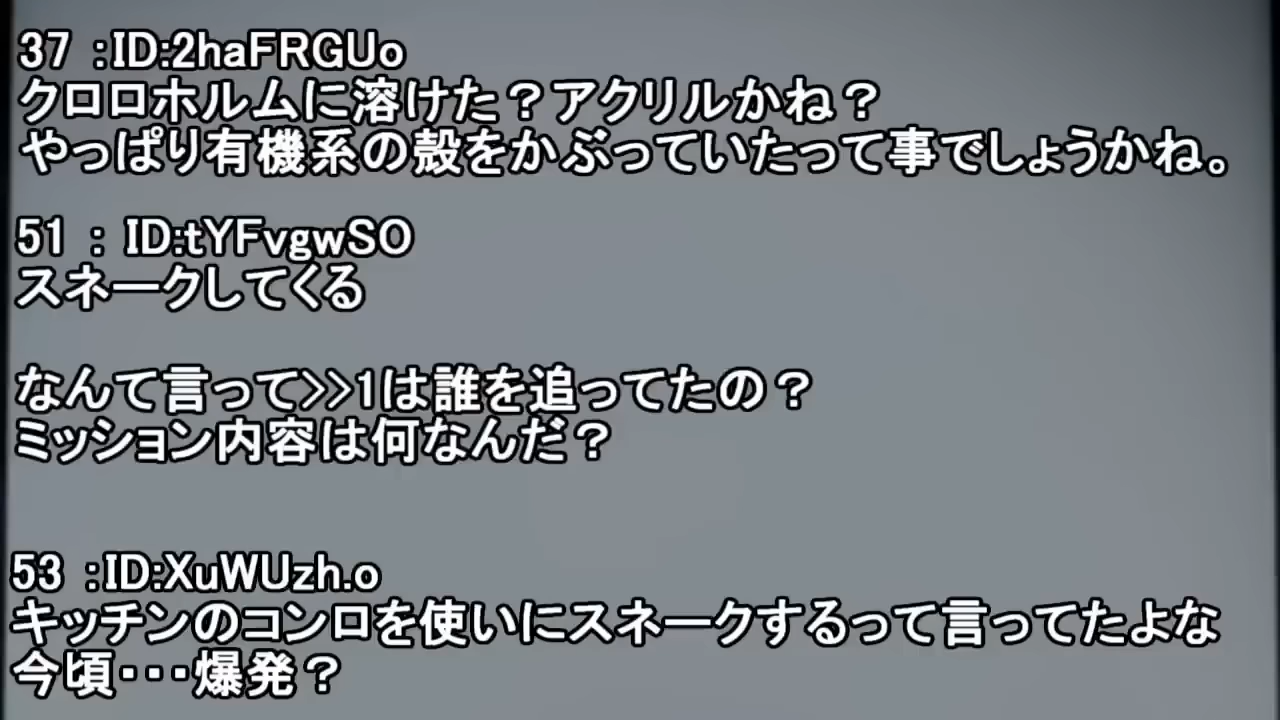 37 :ID:2haFRGUo
クロロホルムに溶けた？アクリルかね？
やっぱり有機系の殻をかぶっていたって事でしょうかね。
51 : ID:tYFvgwSO
スネークしてくる
なんて言って>>1は誰を追ってたの？
ミッション内容は何なんだ？
53 :ID:XuWUzh.o
キッチンのコンロを使いにスネークするって言ってたよな
今頃･･･爆発？